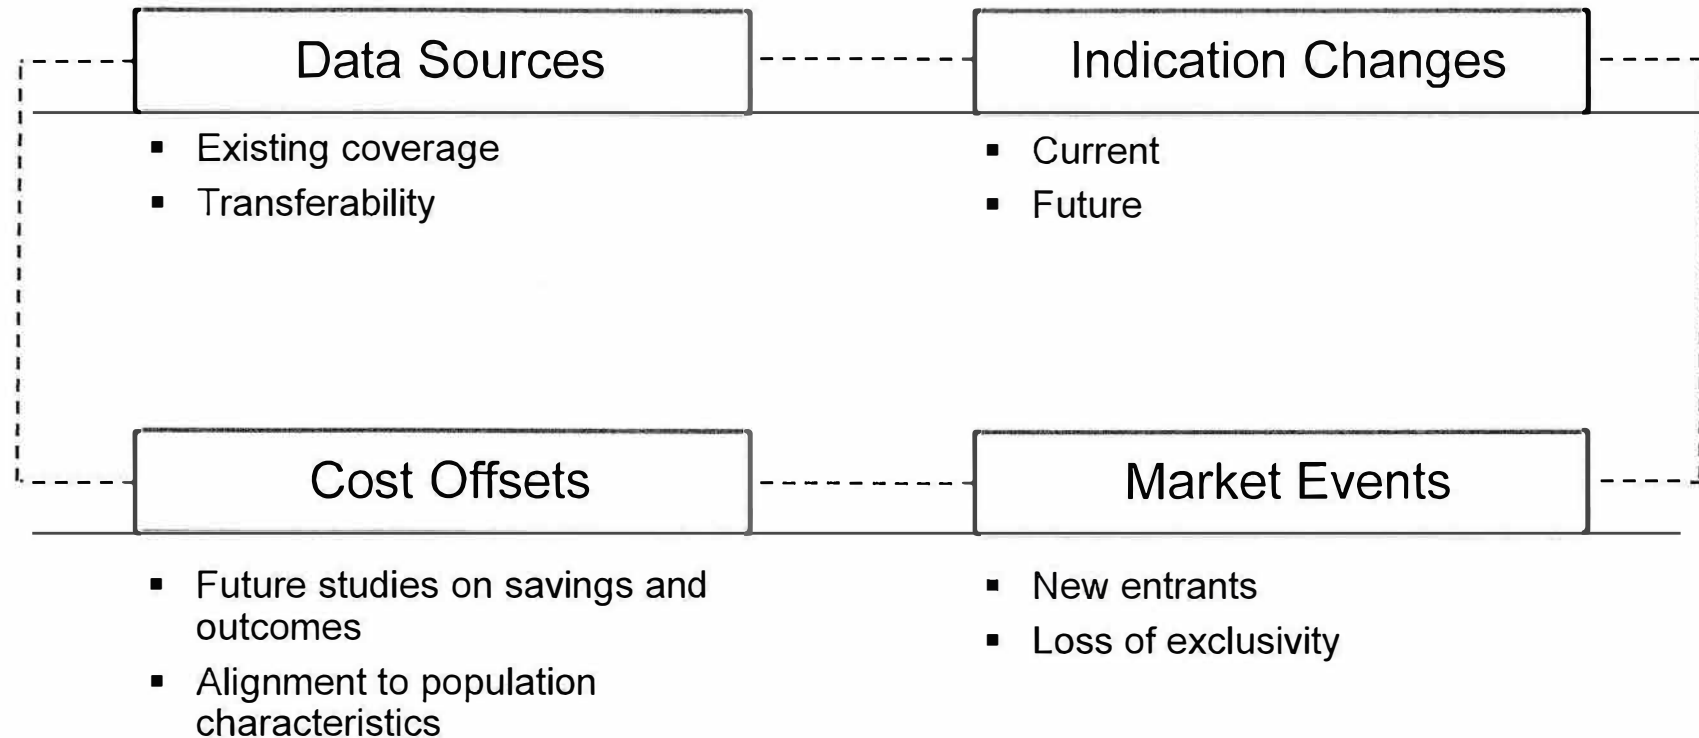 Data Sources
▪ Existing coverage
▪ Transferability
Indication Changes
▪ Current
▪ Future
Cost Offsets
▪ Future studies on savings and
outcomes
▪ Alignment to population
characteristics
Market Events
▪ New entrants
▪ Loss of exclusivity